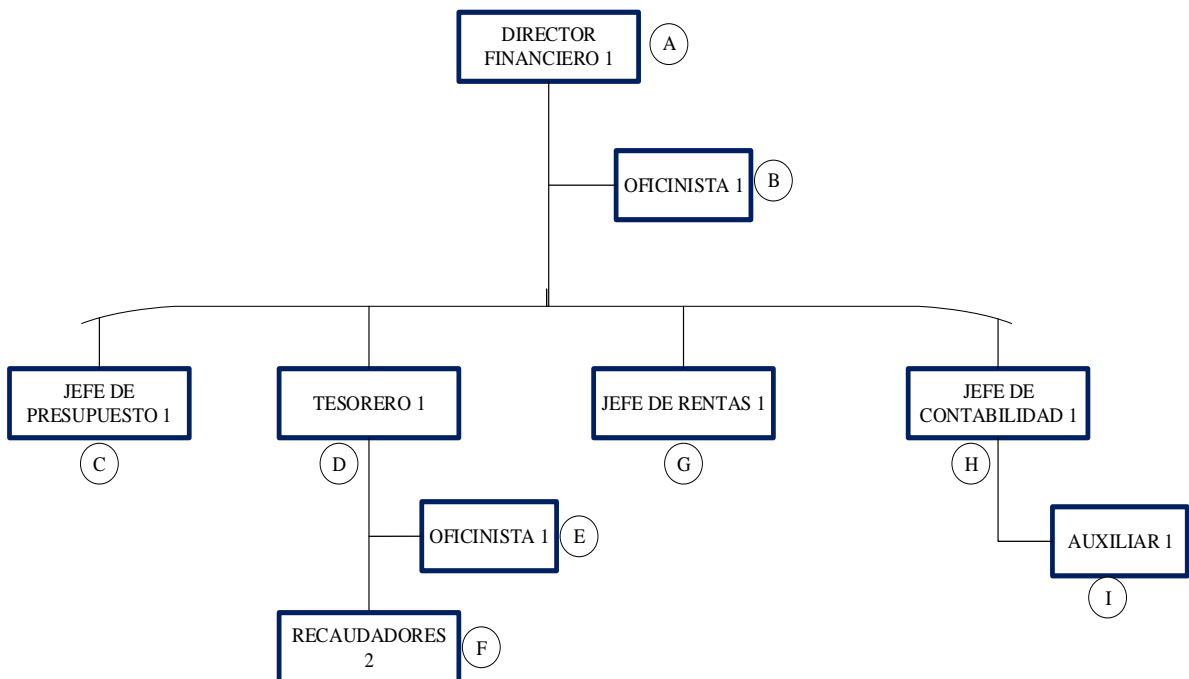 DIRECTOR
FINANCIERO 1
A
OFICINISTA 1
B
JEFE DE
PRESUPUESTO 1
C
TESORERO 1
D
JEFE DE RENTAS 1
G
JEFE DE
CONTABILIDAD 1
H
OFICINISTA 1
E
AUXILIAR 1
I
RECAUDADORES
2
F